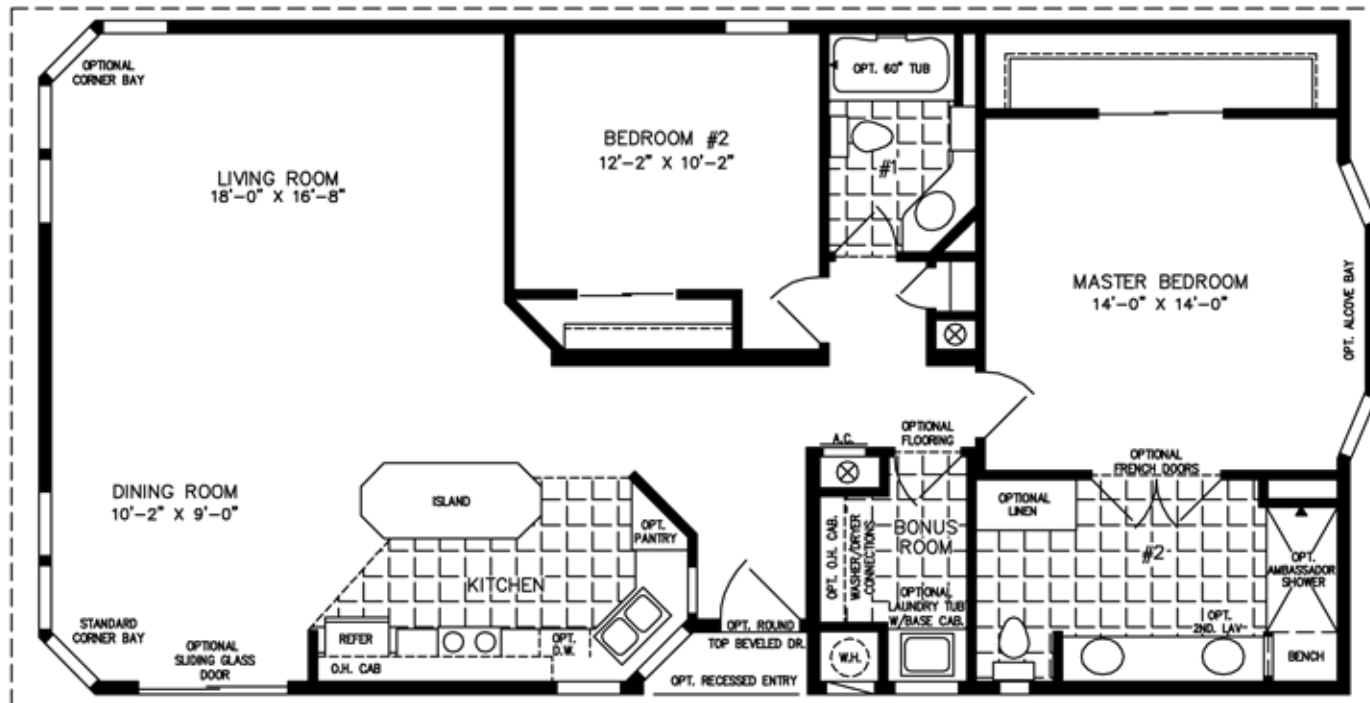 OPTIONAL
CORNER BAY
OPT. 60" TUB
BEDROOM #2
12'-2" X 10'-2"
LIVING ROOM
18'-0" X 16'-8"
#1
MASTER BEDROOM
14'-0" X 14'-0"
OPT. ALCOVE BAY
A.C.
OPTIONAL
FLOORING
OPTIONAL
FRENCH DOORS
DINING ROOM
10'-2" X 9'-0"
ISLAND
OPT.
PANTRY
OPT. O.H. CAB.
WASHER/DRYER
CONNECTIONS
BONUS
ROOM
OPTIONAL
LINEN
#2
OPT.
AMBASSADOR
SHOWER
KITCHEN
OPTIONAL
LAUNDRY TUB
W/BASE CAB.
STANDARD
CORNER BAY
OPTIONAL
SLIDING GLASS
DOOR
REFER
O.H. CAB
OPT.
D.W.
OPT. ROUND
TOP BEVELED DR.
OPT. RECESSED ENTRY
W.H.
OPT.
2ND. LAV
BENCH